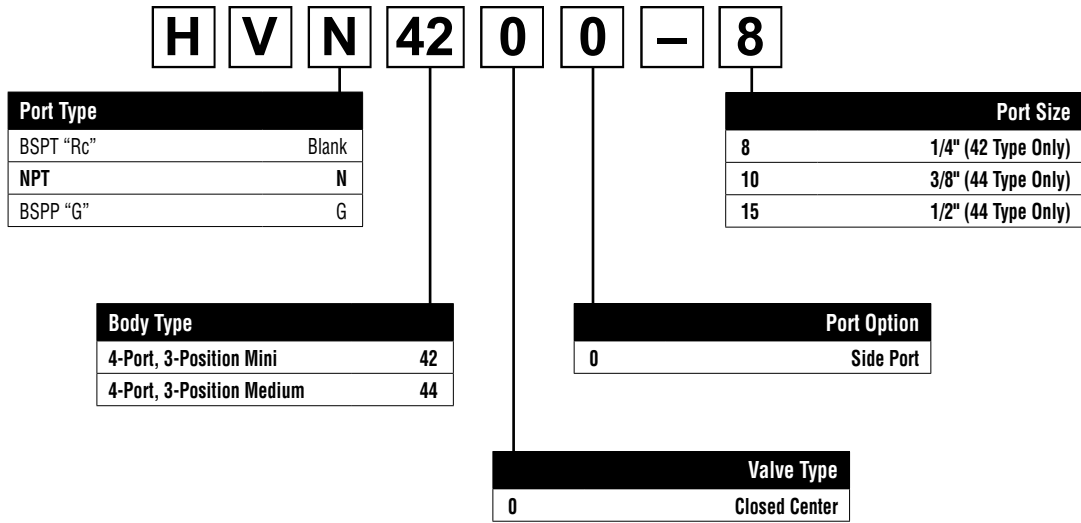 H V N 42 0 0 – 8
Port Type
BSPT “Rc” Blank
NPT N
BSPP “G” G
Port Size
8 1/4" (42 Type Only)
10 3/8" (44 Type Only)
15 1/2" (44 Type Only)
Body Type
4-Port, 3-Position Mini 42
4-Port, 3-Position Medium 44
Port Option
0 Side Port
Valve Type
0 Closed Center